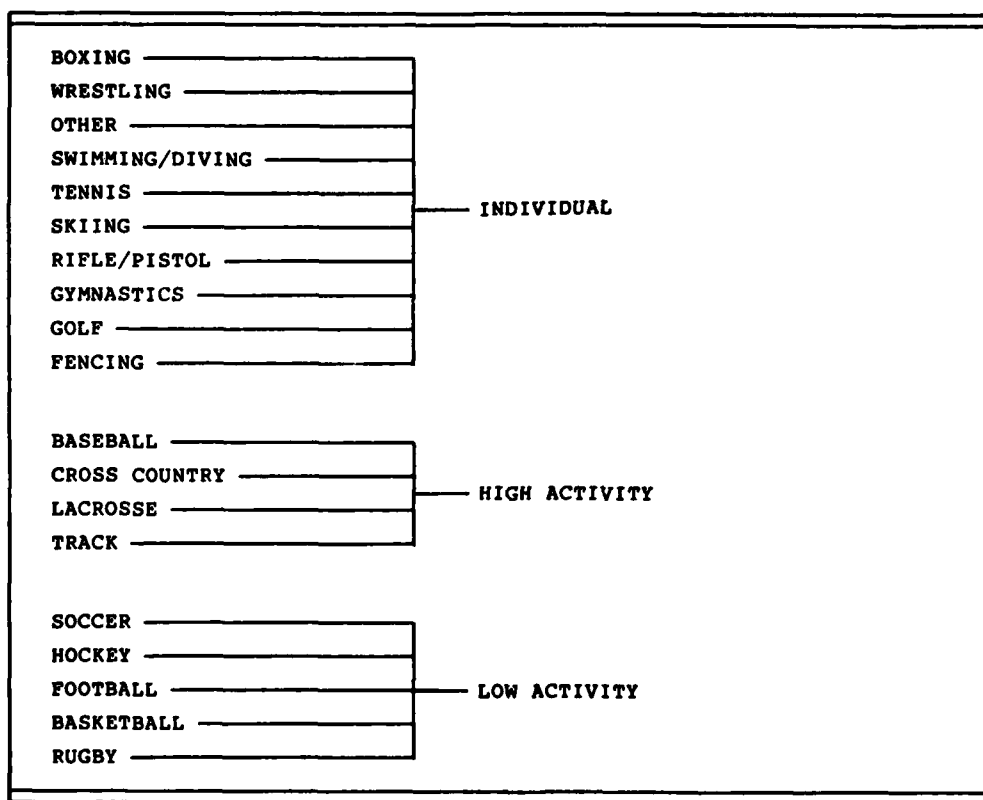 BOXING
WRESTLING
OTHER
SWIMMING/DIVING
TENNIS
INDIVIDUAL
SKIING
RIFLE/PISTOL
GYMNASTICS
GOLF
FENCING
BASEBALL
CROSS COUNTRY
HIGH ACTIVITY
LACROSSE
TRACK
SOCCER
HOCKEY
FOOTBALL
LOW ACTIVITY
BASKETBALL
RUGBY